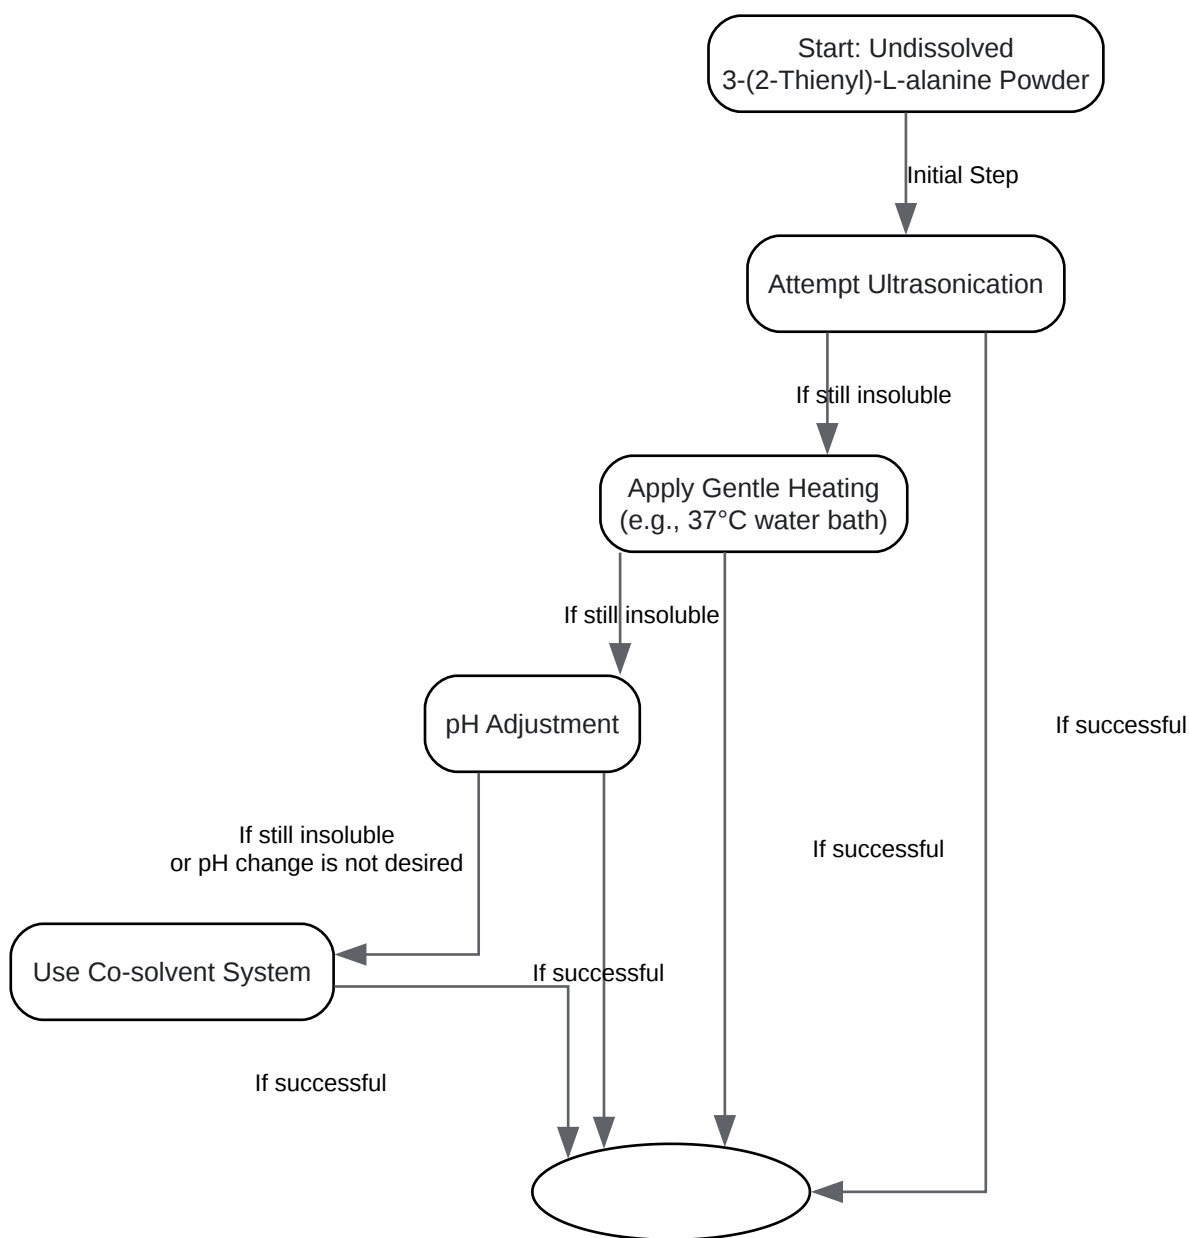 Start: Undissolved
3-(2-Thienyl)-L-alanine Powder
Initial Step
Attempt Ultrasonication
If still insoluble
Apply Gentle Heating
(e.g., 37°C water bath)
If still insoluble
pH Adjustment
If successful
If still insoluble
or pH change is not desired
If successful
Use Co-solvent System
If successful
If successful